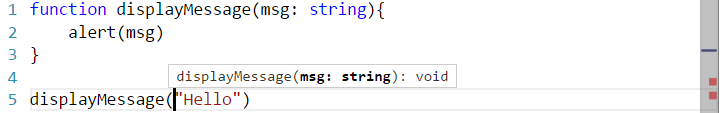 1 function displayMessage(msg: string){
2     alert(msg)
3 }
4
displayMessage(msg: string): void
5 displayMessage("Hello")